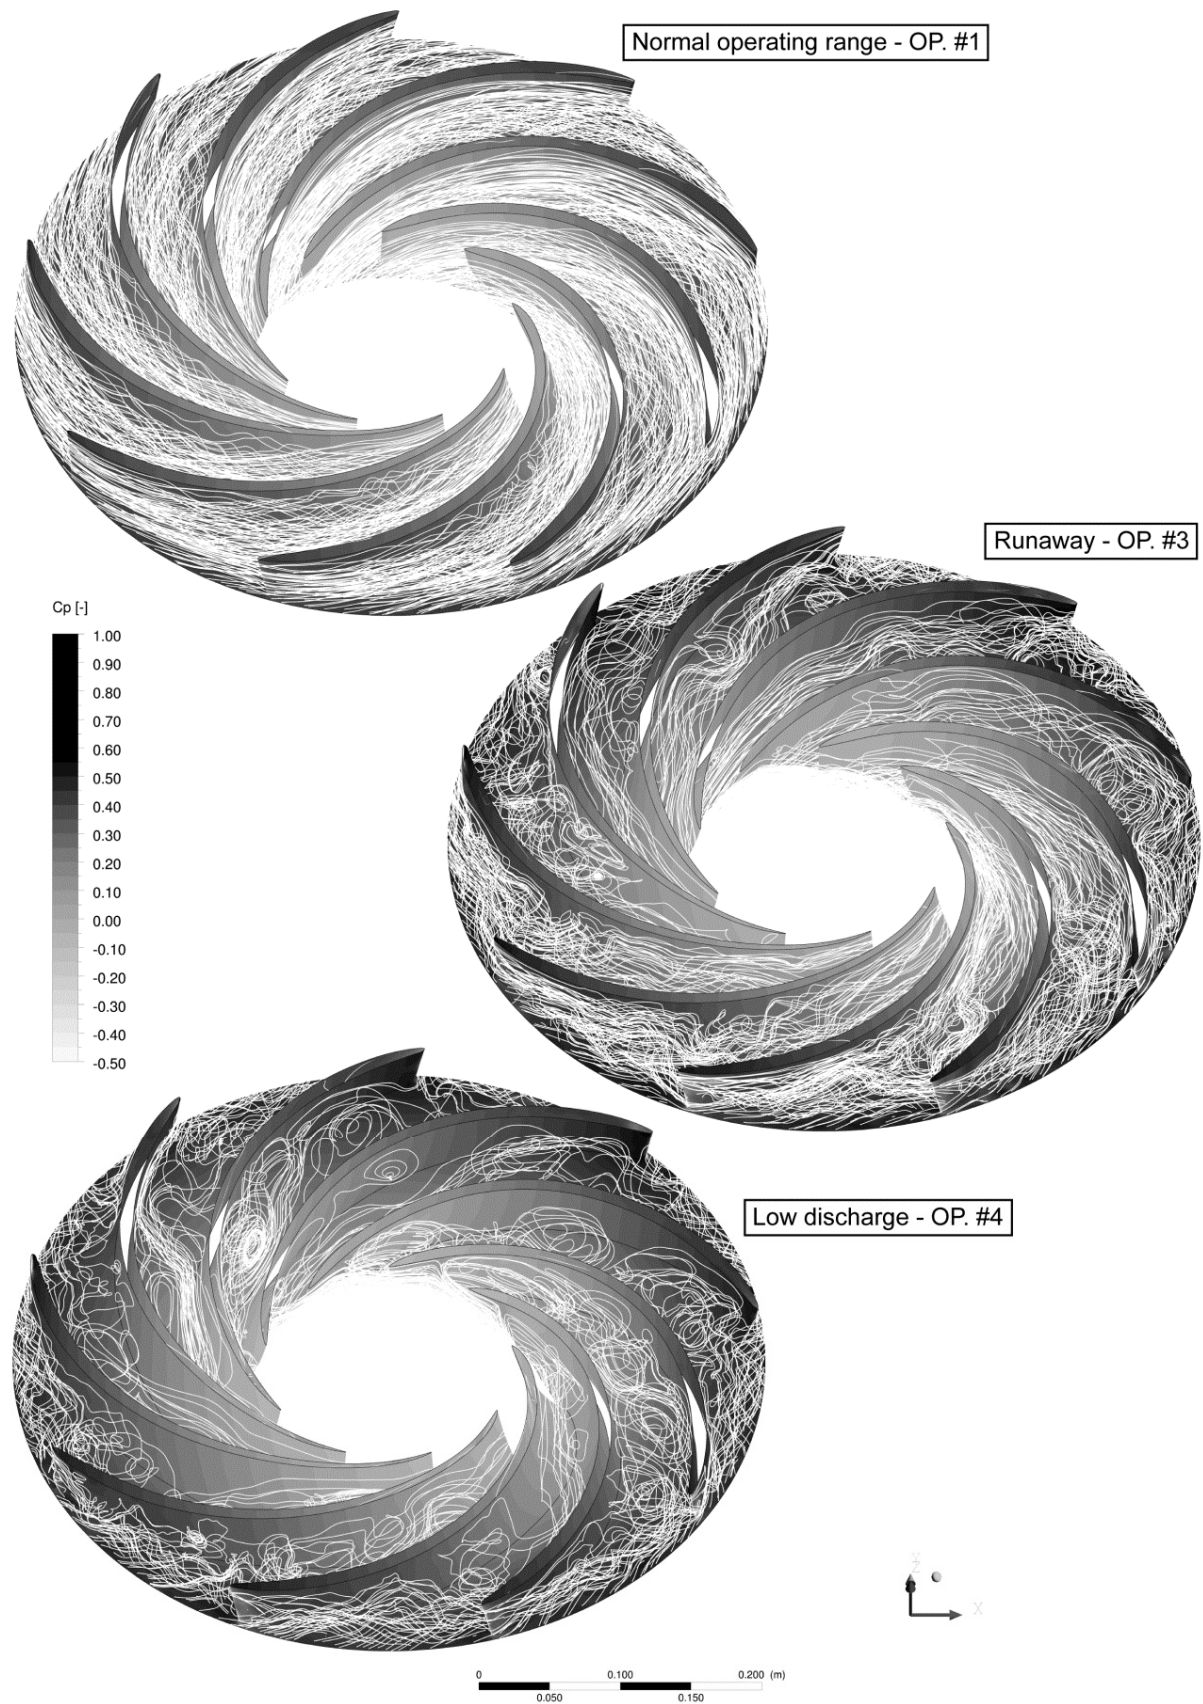 Normal operating range - OP. #1
Runaway - OP. #3
Cp [-]
1.00
0.90
0.80
0.70
0.60
0.50
0.40
0.30
0.20
0.10
0.00
-0.10
-0.20
-0.30
-0.40
-0.50
Low discharge - OP. #4
Y
Z
X
0 0.100 0.200 (m)
0.050 0.150